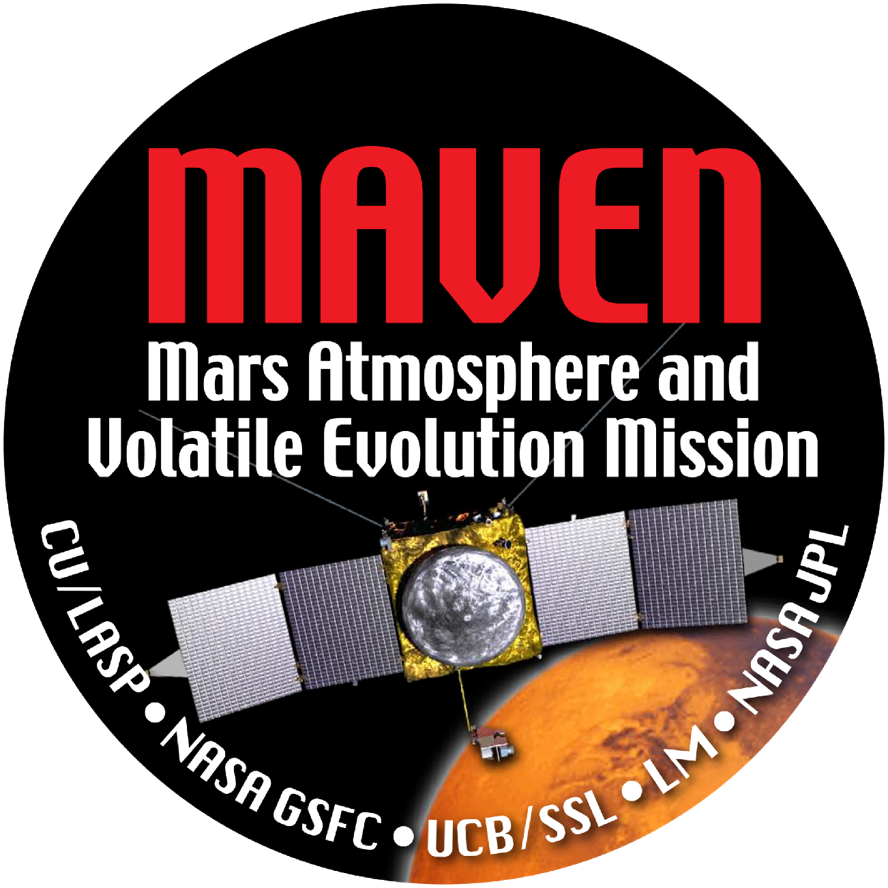 MAVEN
Mars Atmosphere and
Volatile Evolution Mission
CU/LASP • NASA GSFC • UCB/SSL • LM • NASA JPL